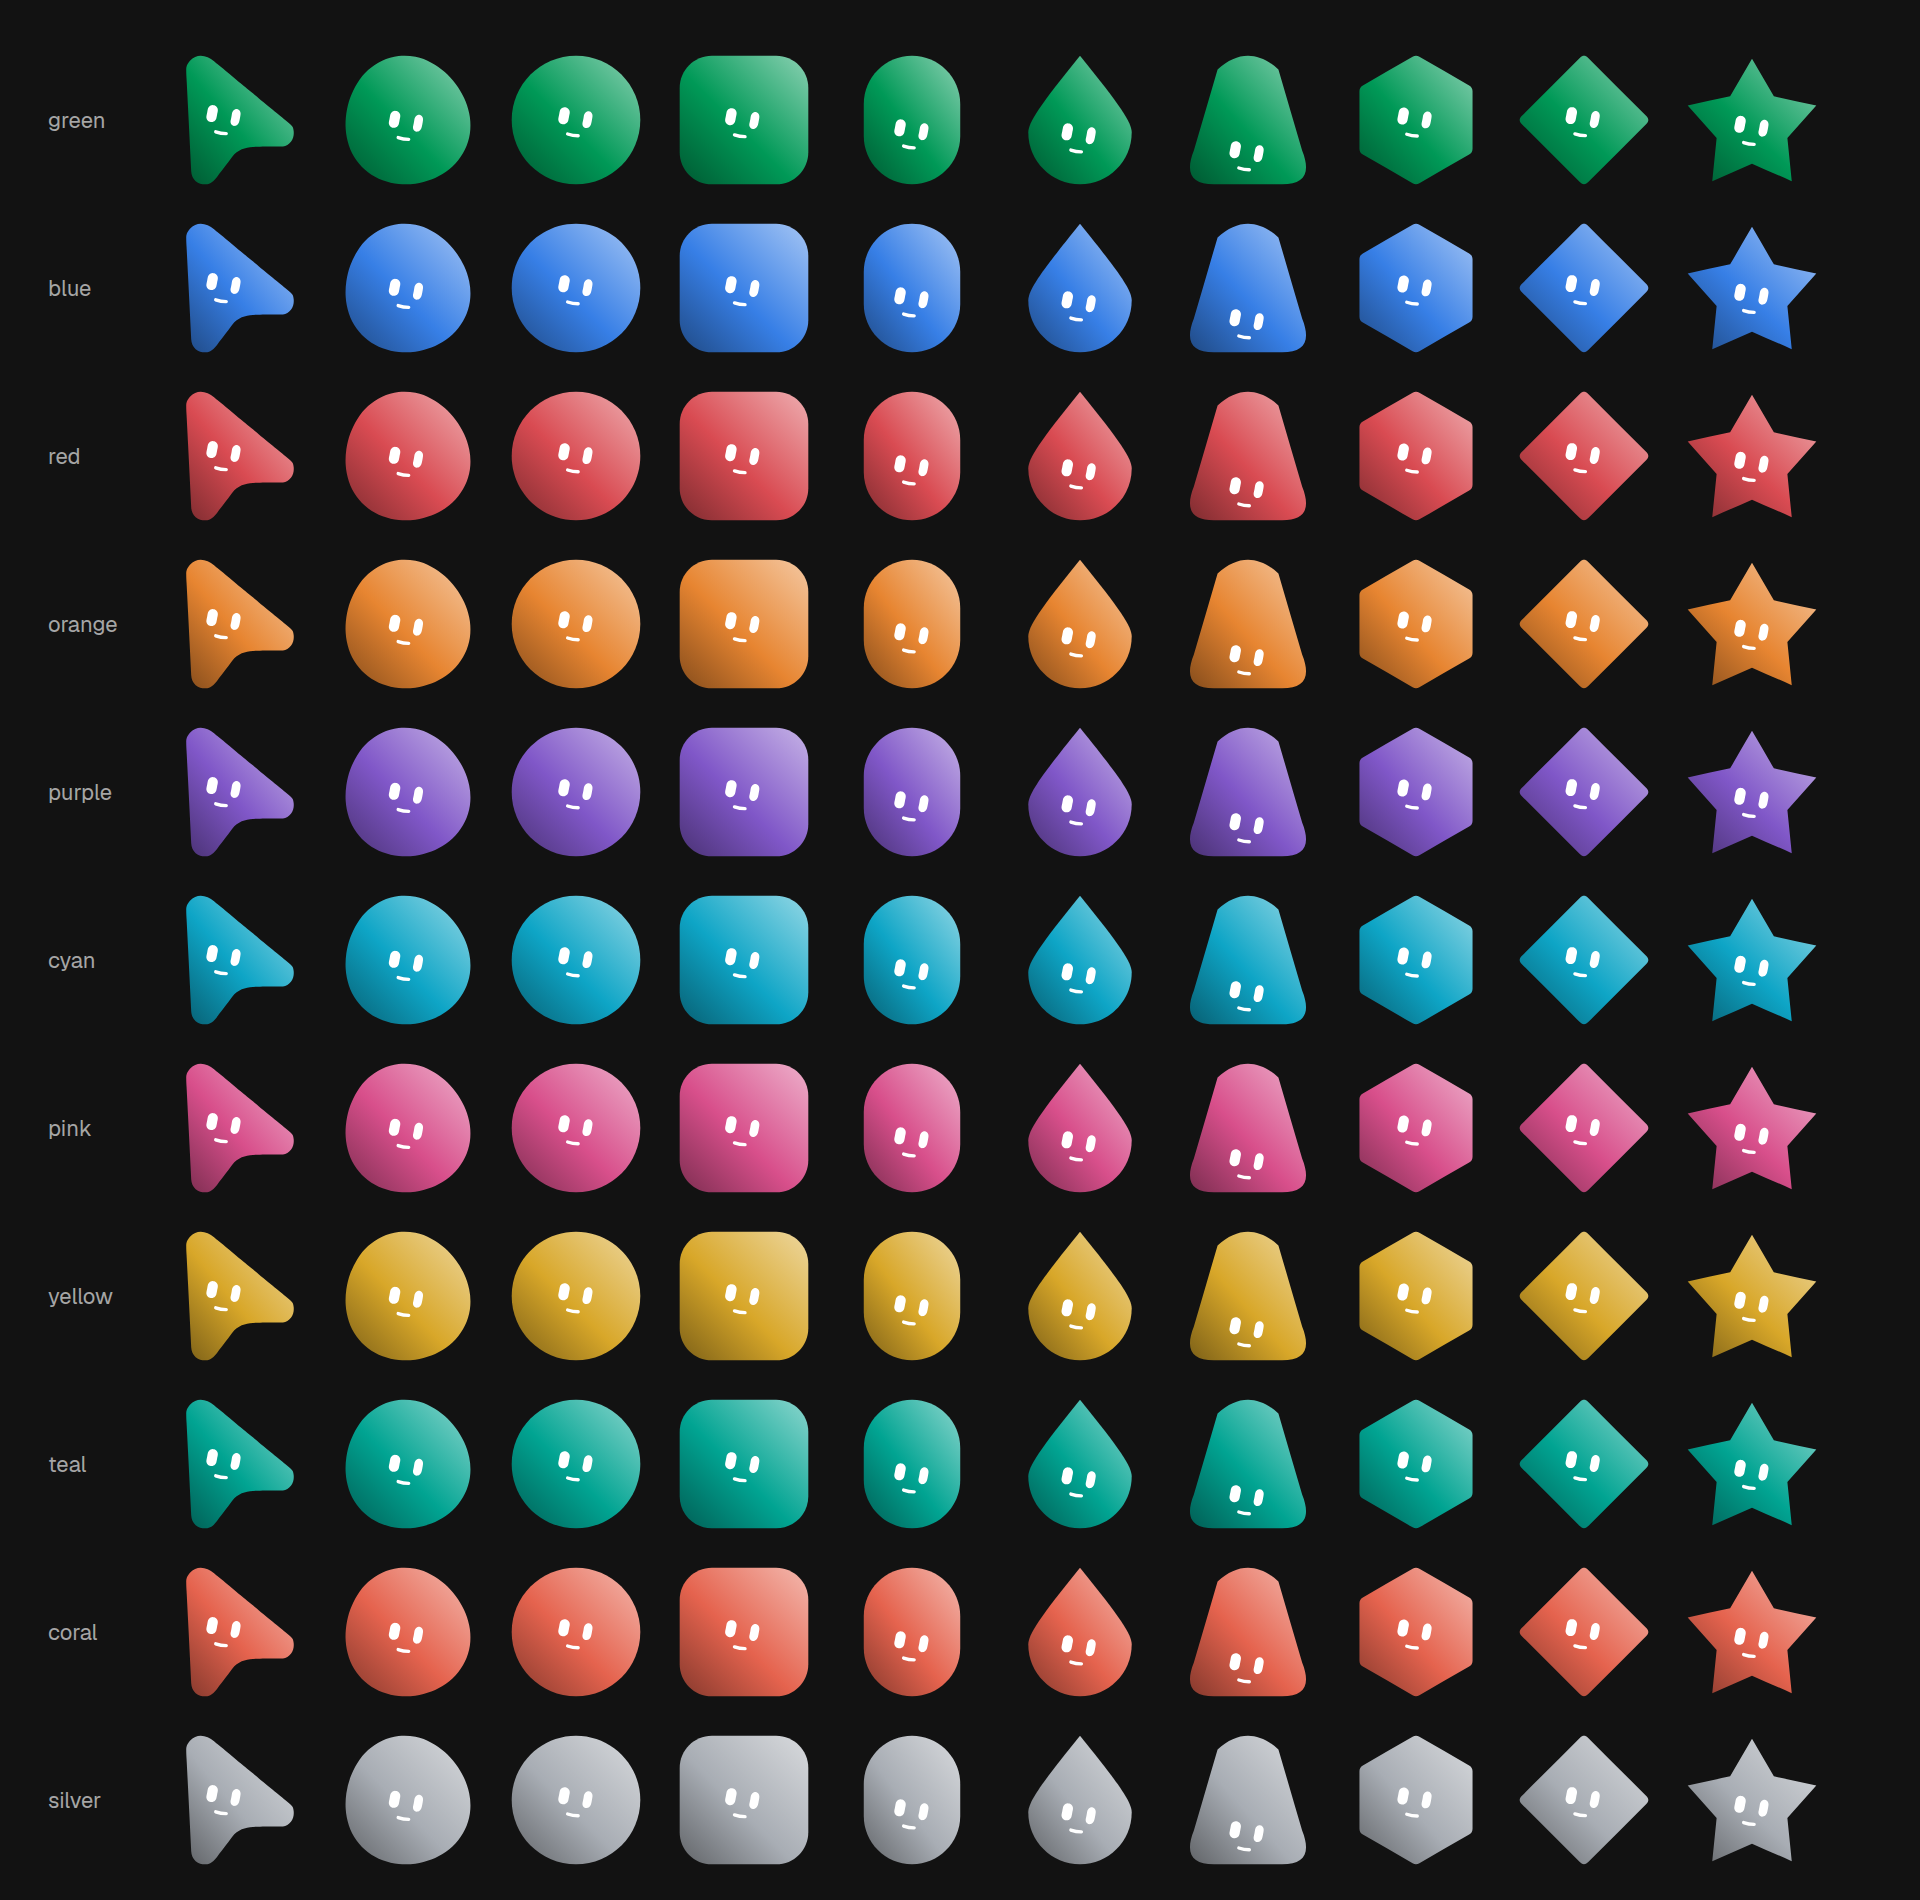 green
blue
red
orange
purple
cyan
pink
yellow
teal
coral
silver